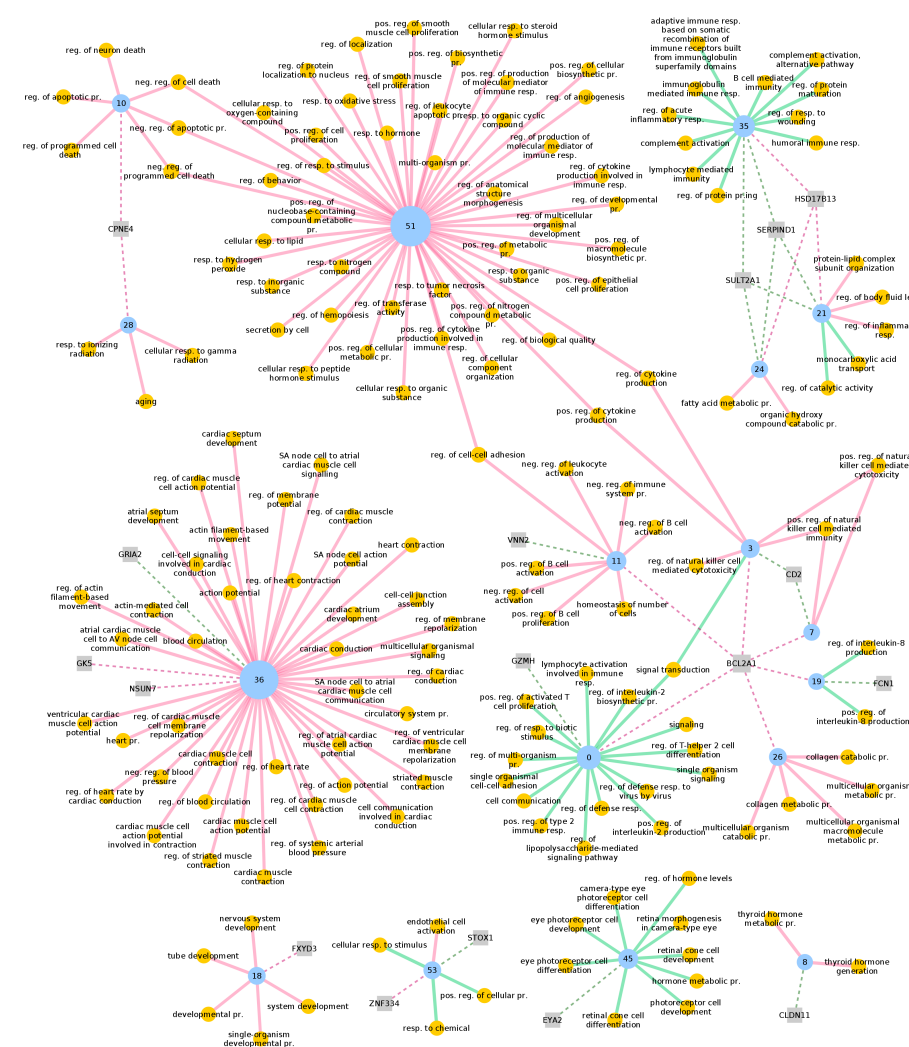 reg. of neuron death
neg. reg. of cell death
reg. of apoptotic pr.
10
neg. reg. of apoptotic pr.
reg. of programmed cell
death
neg. reg. of
programmed cell death
CPNE4
28
resp. to ionizing
radiation
cellular resp. to gamma
radiation
aging
pos. reg. of smooth
muscle cell proliferation
cellular resp. to steroid
hormone stimulus
reg. of localization
pos. reg. of biosynthetic
pr.
reg. of protein
localization to nucleus
reg. of smooth muscle
cell proliferation
pos. reg. of production
of molecular mediator
of immune resp.
pos. reg. of cellular
biosynthetic pr.
cellular resp. to
oxygen-containing
compound
resp. to oxidative stress
reg. of leukocyte
apoptotic pr.
resp. to organic cyclic
compound
reg. of angiogenesis
pos. reg. of cell
proliferation
resp. to hormone
reg. of production of
molecular mediator of
immune resp.
reg. of resp. to stimulus
multi-organism pr.
reg. of cytokine
production involved in
immune resp.
reg. of behavior
reg. of anatomical
structure
morphogenesis
reg. of developmental
pr.
pos. reg. of
nucleobase-containing
compound metabolic
pr.
51
reg. of multicellular
organismal
development
cellular resp. to lipid
pos. reg. of metabolic
pr.
pos. reg. of
macromolecule
biosynthetic pr.
resp. to hydrogen
peroxide
resp. to nitrogen
compound
resp. to organic
substance
pos. reg. of epithelial
cell proliferation
resp. to inorganic
substance
resp. to tumor necrosis
factor
reg. of hemopoiesis
reg. of transferase
activity
pos. reg. of nitrogen
compound metabolic
pr.
secretion by cell
pos. reg. of cytokine
production involved in
immune resp.
reg. of biological quality
pos. reg. of cellular
metabolic pr.
reg. of cellular
component
organization
cellular resp. to peptide
hormone stimulus
cellular resp. to organic
substance
reg. of cytokine
production
pos. reg. of cytokine
production
reg. of cell-cell adhesion
adaptive immune resp.
based on somatic
recombination of
immune receptors built
from immunoglobulin
superfamily domains
complement activation,
alternative pathway
immunoglobulin
mediated immune resp.
B cell mediated
immunity
reg. of protein
maturation
reg. of acute
inflammatory resp.
35
reg. of resp. to
wounding
complement activation
humoral immune resp.
lymphocyte mediated
immunity
HSD17B13
SERPIND1
protein-lipid complex
subunit organization
SULT2A1
reg. of body fluid le
21
reg. of inflamma
resp.
monocarboxylic acid
transport
24
reg. of catalytic activity
fatty acid metabolic pr.
organic hydroxy
compound catabolic pr.
cardiac septum
development
SA node cell to atrial
cardiac muscle cell
signalling
reg. of cardiac muscle
cell action potential
reg. of membrane
potential
atrial septum
development
reg. of cardiac muscle
contraction
actin filament-based
movement
GRIA2
cell-cell signaling
involved in cardiac
conduction
SA node cell action
potential
heart contraction
reg. of actin
filament-based
movement
action potential
reg. of heart contraction
cell-cell junction
assembly
actin-mediated cell
contraction
cardiac atrium
development
reg. of membrane
repolarization
atrial cardiac muscle
cell to AV node cell
communication
blood circulation
cardiac conduction
multicellular organismal
signaling
GK5
36
reg. of cardiac
conduction
NSUN7
SA node cell to atrial
cardiac muscle cell
communication
ventricular cardiac
muscle cell action
potential
reg. of cardiac muscle
cell membrane
repolarization
circulatory system pr.
heart pr.
reg. of atrial cardiac
muscle cell action
potential
reg. of ventricular
cardiac muscle cell
membrane
repolarization
cardiac muscle cell
contraction
neg. reg. of blood
pressure
reg. of heart rate
reg. of action potential
striated muscle
contraction
reg. of heart rate by
cardiac conduction
reg. of blood circulation
reg. of cardiac muscle
cell contraction
cell communication
involved in cardiac
conduction
cardiac muscle cell
action potential
involved in contraction
cardiac muscle cell
action potential
reg. of systemic arterial
blood pressure
reg. of striated muscle
contraction
cardiac muscle
contraction
neg. reg. of leukocyte
activation
neg. reg. of immune
system pr.
VNN2
neg. reg. of B cell
activation
11
pos. reg. of B cell
activation
neg. reg. of cell
activation
pos. reg. of B cell
proliferation
homeostasis of number
of cells
pos. reg. of natura
killer cell mediate
cytotoxicity
pos. reg. of natural
killer cell mediated
immunity
3
reg. of natural killer cell
mediated cytotoxicity
CD2
7
BCL2A1
reg. of interleukin-8
production
19
FCN1
pos. reg. of
interleukin-8 production
GZMH
lymphocyte activation
involved in immune
resp.
signal transduction
pos. reg. of activated T
cell proliferation
reg. of interleukin-2
biosynthetic pr.
reg. of resp. to biotic
stimulus
signaling
reg. of multi-organism
pr.
0
reg. of T-helper 2 cell
differentiation
single organismal
cell-cell adhesion
single organism
signaling
cell communication
reg. of defense resp. to
virus by virus
reg. of defense resp.
pos. reg. of type 2
immune resp.
pos. reg. of
interleukin-2 production
reg. of
lipopolysaccharide-mediated
signaling pathway
26
collagen catabolic pr.
multicellular organism
metabolic pr.
collagen metabolic pr.
multicellular organism
catabolic pr.
multicellular organismal
macromolecule
metabolic pr.
nervous system
development
FXYD3
tube development
18
developmental pr.
system development
single-organism
developmental pr.
endothelial cell
activation
STOX1
cellular resp. to stimulus
53
ZNF334
pos. reg. of cellular pr.
resp. to chemical
camera-type eye
photoreceptor cell
differentiation
reg. of hormone levels
eye photoreceptor cell
development
retina morphogenesis
in camera-type eye
45
retinal cone cell
development
eye photoreceptor cell
differentiation
hormone metabolic pr.
EYA2
retinal cone cell
differentiation
photoreceptor cell
development
thyroid hormone
metabolic pr.
8
thyroid hormone
generation
CLDN11